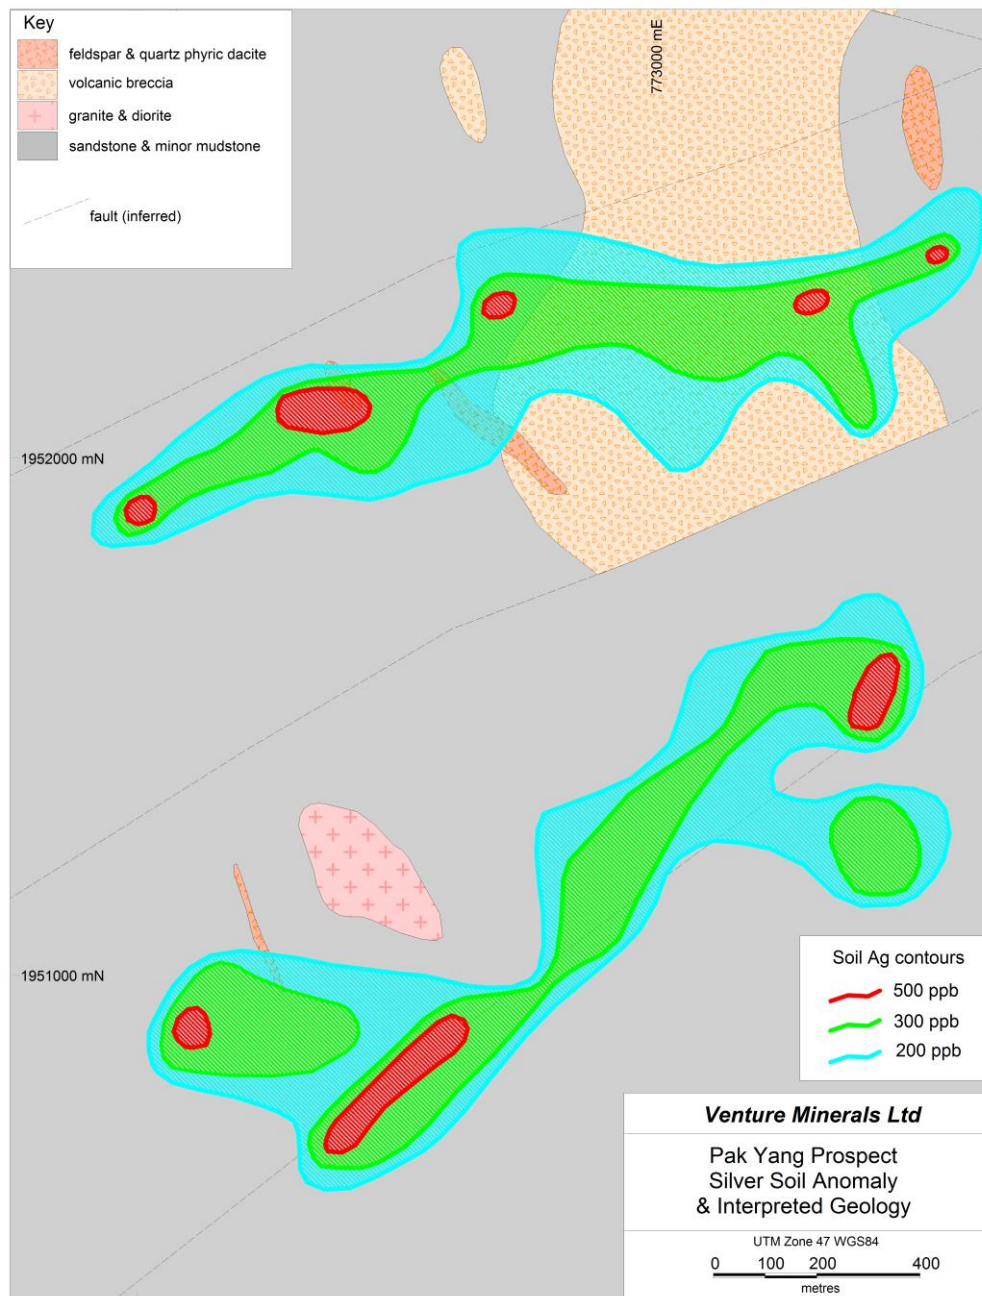 Key
feldspar & quartz phyric dacite
volcanic breccia
granite & diorite
sandstone & minor mudstone
fault (inferred)
773000 mE
1952000 mN
1951000 mN
Soil Ag contours
500 ppb
300 ppb
200 ppb
Venture Minerals Ltd
Pak Yang Prospect
Silver Soil Anomaly
& Interpreted Geology
UTM Zone 47 WGS84
0 100 200 400
metres